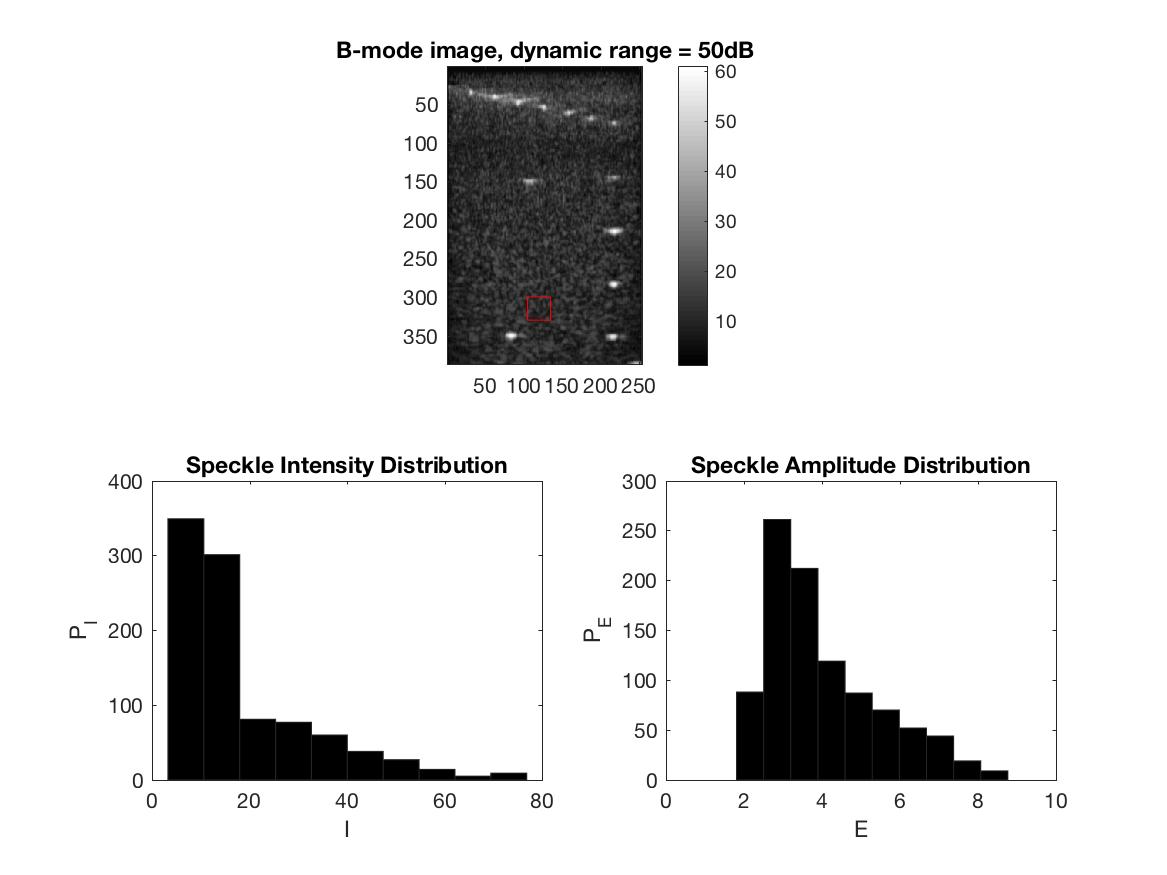 B-mode image, dynamic range = 50dB
50
100
150
200
250
300
350
50 100 150 200 250
60
50
40
30
20
10
Speckle Intensity Distribution
400
300
200
100
0
P_I
0 20 40 60 80
I
Speckle Amplitude Distribution
300
250
200
150
100
50
0
P_E
0 2 4 6 8 10
E